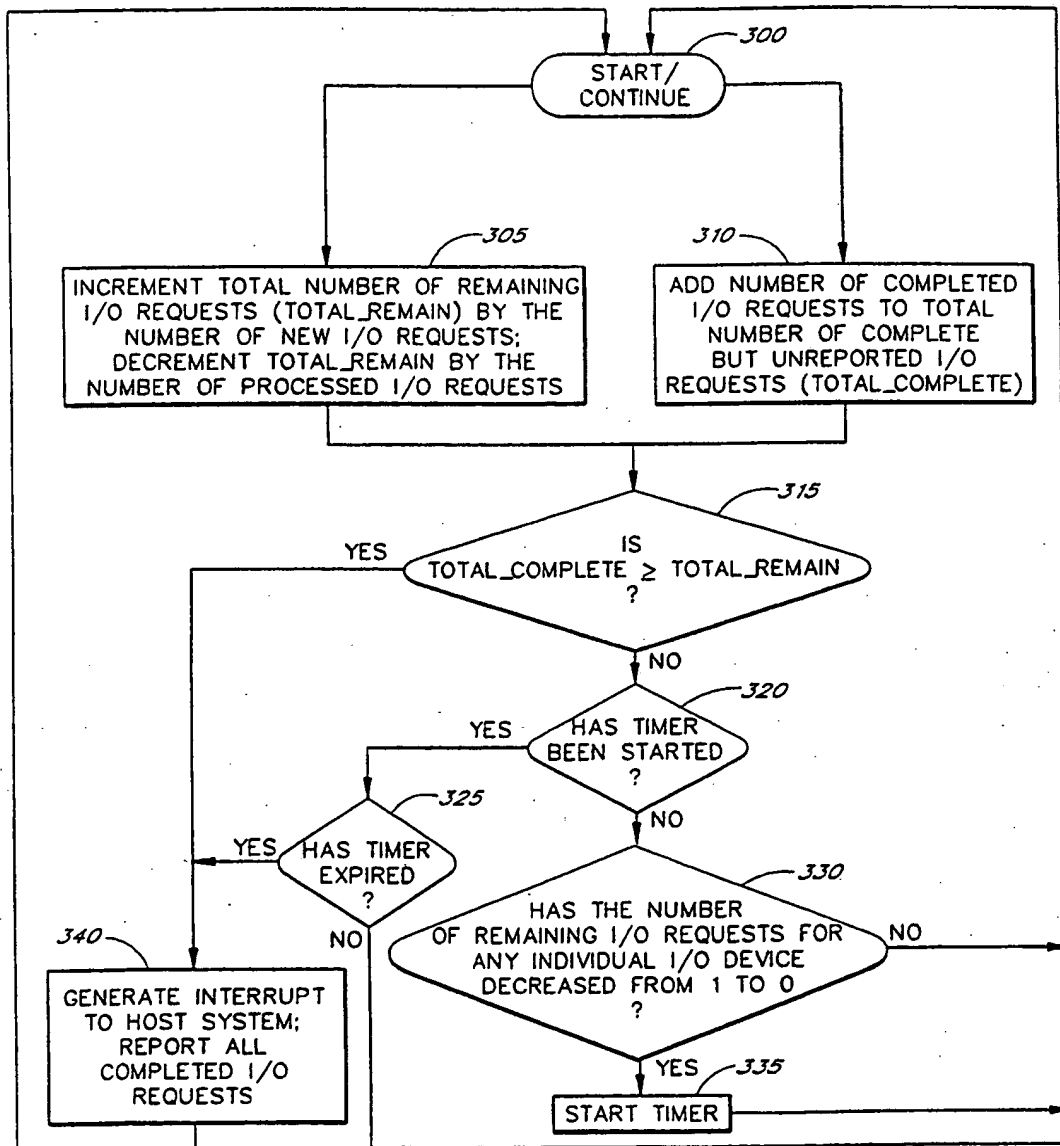 300
START/
CONTINUE
305
INCREMENT TOTAL NUMBER OF REMAINING
I/O REQUESTS (TOTAL_REMAIN) BY THE
NUMBER OF NEW I/O REQUESTS;
DECREMENT TOTAL_REMAIN BY THE
NUMBER OF PROCESSED I/O REQUESTS
310
ADD NUMBER OF COMPLETED
I/O REQUESTS TO TOTAL
NUMBER OF COMPLETE
BUT UNREPORTED I/O
REQUESTS (TOTAL_COMPLETE)
315
IS
TOTAL_COMPLETE ≥ TOTAL_REMAIN
?
YES
NO
320
HAS TIMER
BEEN STARTED
?
YES
NO
325
HAS TIMER
EXPIRED
?
YES
NO
330
HAS THE NUMBER
OF REMAINING I/O REQUESTS FOR
ANY INDIVIDUAL I/O DEVICE
DECREASED FROM 1 TO 0
?
NO
YES
335
START TIMER
340
GENERATE INTERRUPT
TO HOST SYSTEM;
REPORT ALL
COMPLETED I/O
REQUESTS